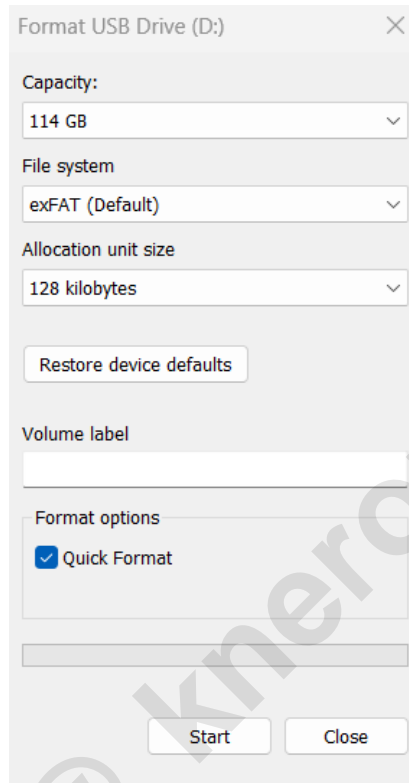 Format USB Drive (D:)
Capacity:
114 GB
File system
exFAT (Default)
Allocation unit size
128 kilobytes
Restore device defaults
Volume label
Format options
Quick Format
Start
Close